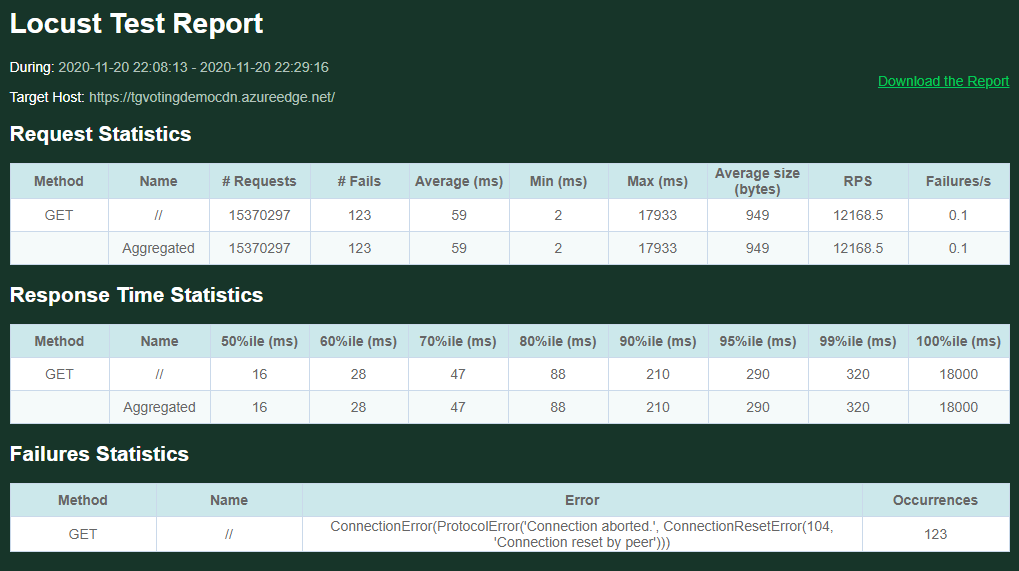 Locust Test Report
During: 2020-11-20 22:08:13 - 2020-11-20 22:29:16
Download the Report
Target Host: https://tgvotingdemocdn.azureedge.net/
Request Statistics
Method Name # Requests # Fails Average (ms) Min (ms) Max (ms) Average size (bytes) RPS Failures/s
GET // 15370297 123 59 2 17933 949 12168.5 0.1
Aggregated 15370297 123 59 2 17933 949 12168.5 0.1
Response Time Statistics
Method Name 50%ile (ms) 60%ile (ms) 70%ile (ms) 80%ile (ms) 90%ile (ms) 95%ile (ms) 99%ile (ms) 100%ile (ms)
GET // 16 28 47 88 210 290 320 18000
Aggregated 16 28 47 88 210 290 320 18000
Failures Statistics
Method Name Error Occurrences
GET // ConnectionError(ProtocolError('Connection aborted.', ConnectionResetError(104,
'Connection reset by peer'))) 123